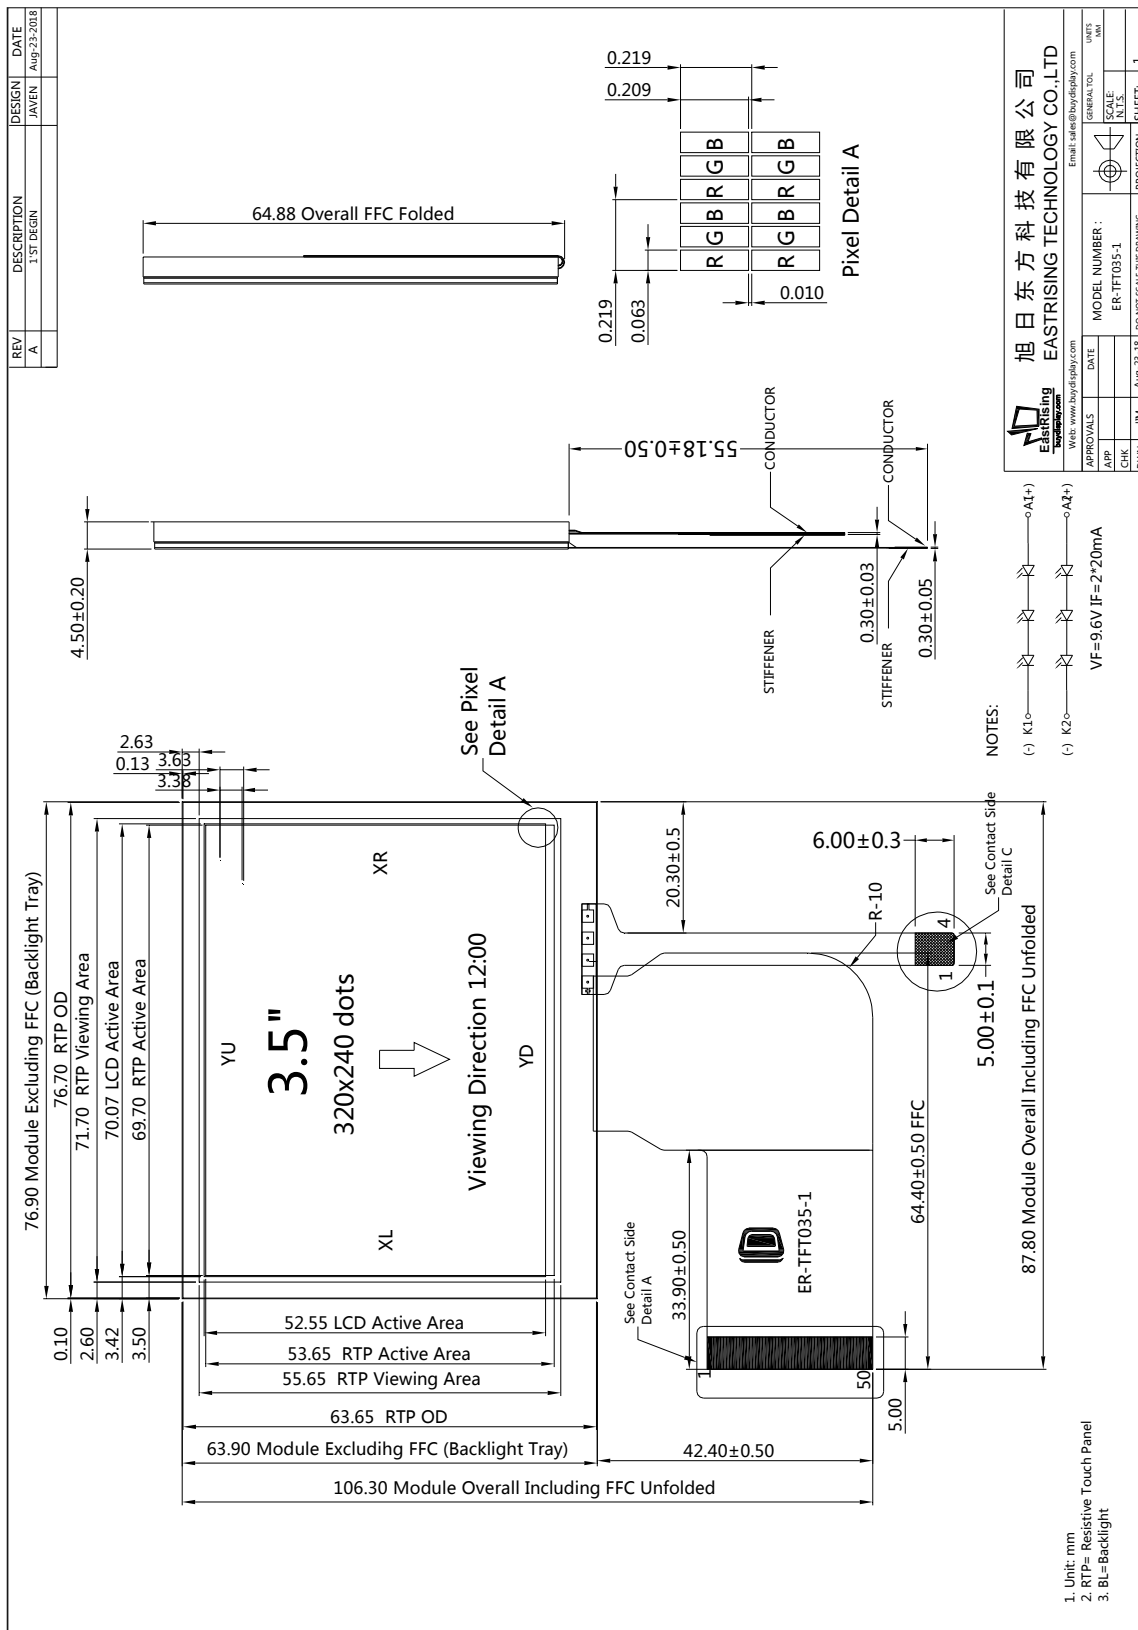 REV DESCRIPTION DESIGN DATE
A 1'ST DEGIN JAVEN Aug-23-2018
64.88 Overall FFC Folded
0.219
0.209
R G B R G B
R G B R G B
0.219
0.063
0.010
Pixel Detail A
4.50±0.20
55.18±0.50
CONDUCTOR
CONDUCTOR
STIFFENER
STIFFENER
0.30±0.03
0.30±0.05
76.90 Module Excluding FFC (Backlight Tray)
76.70 RTP OD
71.70 RTP Viewing Area
70.07 LCD Active Area
69.70 RTP Active Area
0.10
2.60
3.42
3.50
2.63
0.13
3.63
3.38
See Pixel
Detail A
YU
3.5"
320x240 dots
Viewing Direction 12:00
YD
XL
XR
52.55 LCD Active Area
53.65 RTP Active Area
55.65 RTP Viewing Area
63.65 RTP OD
63.90 Module Excludihg FFC (Backlight Tray)
42.40±0.50
106.30 Module Overall Including FFC Unfolded
20.30±0.5
6.00±0.3
R-10
See Contact Side
Detail C
1 4
5.00±0.1
See Contact Side
Detail A
33.90±0.50
ER-TFT035-1
1
50
5.00
64.40±0.50 FFC
87.80 Module Overall Including FFC Unfolded
NOTES:
(-) K1 A1+)
(-) K2 A2+)
VF=9.6V IF=2*20mA
1. Unit: mm
2. RTP= Resistive Touch Panel
3. BL=Backlight
EastRising
buydisplay.com
旭日东方科技有限公司
EASTRISING TECHNOLOGY CO.,LTD
Web: www.buydisplay.com Email: sales@buydisplay.com
APPROVALS DATE
APP
CHK
MODEL NUMBER :
ER-TFT035-1
GENERAL TOL UNITS
MM
SCALE:
N.T.S.